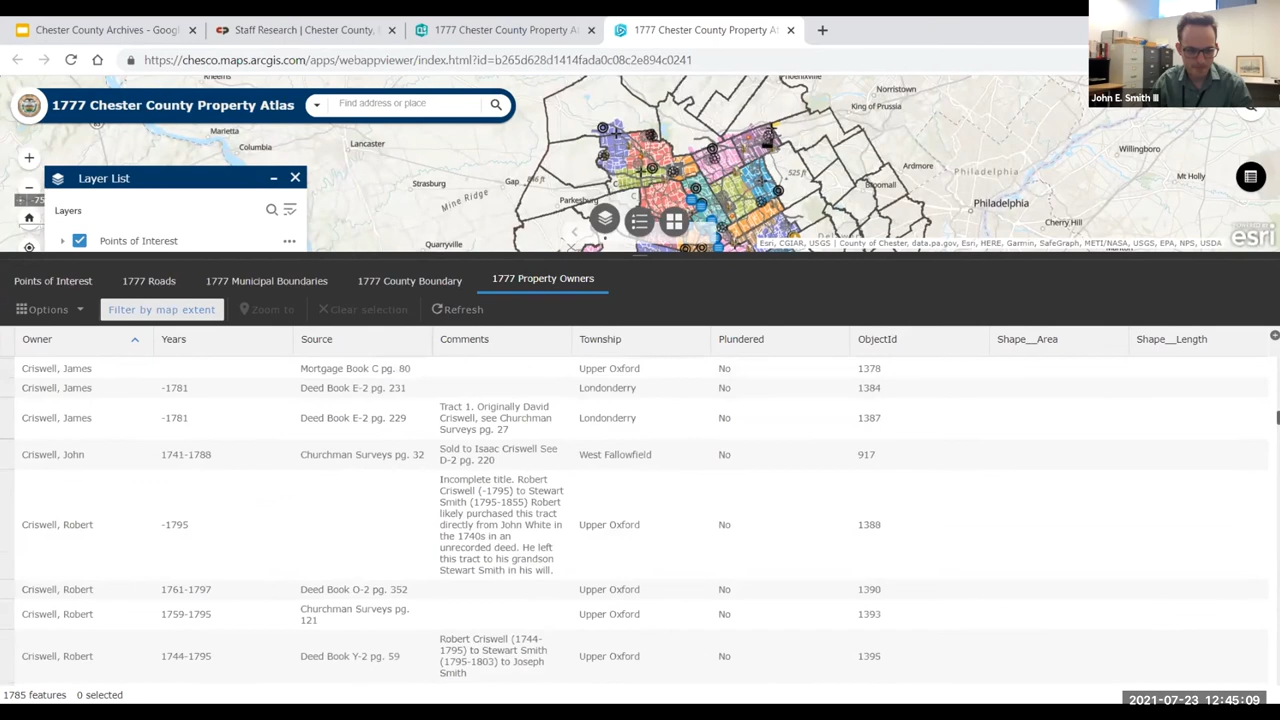 Chester County Archives - Goog
Staff Research | Chester County,
1777 Chester County Property At
1777 Chester County Property A
https://chesco.maps.arcgis.com/apps/webappviewer/index.html?id=b265d628d1414fada0c08c2e894c0241
John E. Smith III
1777 Chester County Property Atlas
Find address or place
Marietta
Columbia
Lancaster
Strasburg
Gap
Mine Ridge
Parkesburg
Quarryville
Phoenixville
Norristown
King of Prussia
Ardmore
Broomall
525 ft
Philadelphia
Willingboro
Mt Holly
Cherry Hill
Layer List
Layers
Points of Interest
Esri, CGIAR, USGS | County of Chester, data.pa.gov, Esri, HERE, Garmin, SafeGraph, METI/NASA, USGS, EPA, NPS, USDA
esri
Points of Interest 1777 Roads 1777 Municipal Boundaries 1777 County Boundary 1777 Property Owners
Options Filter by map extent Zoom to Clear selection Refresh
Owner Years Source Comments Township Plundered ObjectId Shape__Area Shape__Length
Criswell, James Mortgage Book C pg. 80 Upper Oxford No 1378
Criswell, James -1781 Deed Book E-2 pg. 231 Londonderry No 1384
Criswell, James -1781 Deed Book E-2 pg. 229
Tract 1. Originally David
Criswell, see Churchman
Surveys pg. 27
Londonderry No 1387
Criswell, John 1741-1788 Churchman Surveys pg. 32
Sold to Isaac Criswell See
D-2 pg. 220
West Fallowfield No 917
Criswell, Robert -1795
Incomplete title. Robert
Criswell (-1795) to Stewart
Smith (1795-1855) Robert
likely purchased this tract
directly from John White in
the 1740s in an
unrecorded deed. He left
this tract to his grandson
Stewart Smith in his will.
Upper Oxford No 1388
Criswell, Robert 1761-1797 Deed Book O-2 pg. 352 Upper Oxford No 1390
Criswell, Robert 1759-1795
Churchman Surveys pg.
121
Upper Oxford No 1393
Criswell, Robert 1744-1795 Deed Book Y-2 pg. 59
Robert Criswell (1744-
1795) to Stewart Smith
(1795-1803) to Joseph
Smith
Upper Oxford No 1395
1785 features 0 selected
2021-07-23 12:45:09